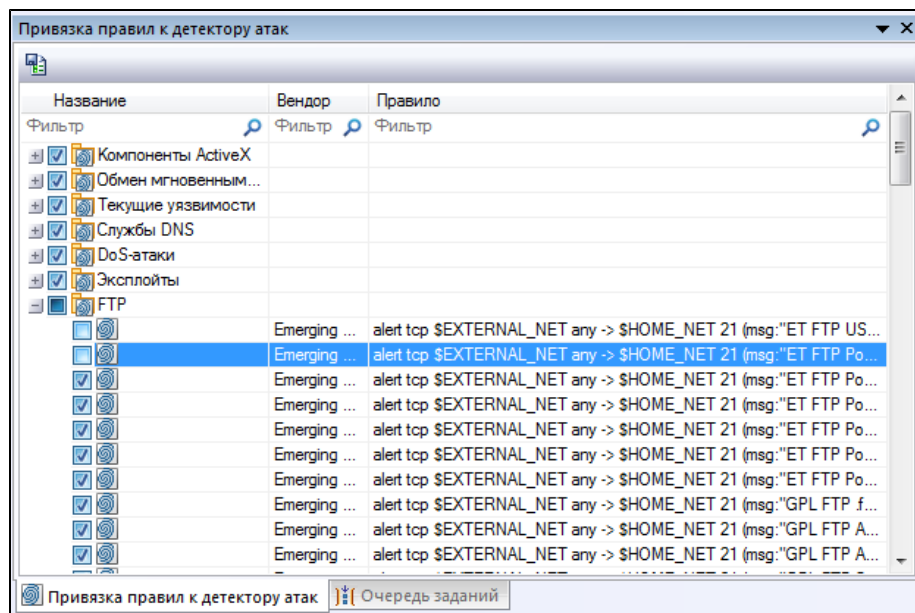 Привязка правил к детектору атак
Название Вендор Правило
Фильтр Фильтр Фильтр
Компоненты ActiveX
Обмен мгновенным...
Текущие уязвимости
Службы DNS
DoS-атаки
Эксплойты
FTP
Emerging ... alert tcp $EXTERNAL_NET any -> $HOME_NET 21 (msg:"ET FTP US...
Emerging ... alert tcp $EXTERNAL_NET any -> $HOME_NET 21 (msg:"ET FTP Po...
Emerging ... alert tcp $EXTERNAL_NET any -> $HOME_NET 21 (msg:"ET FTP Po...
Emerging ... alert tcp $EXTERNAL_NET any -> $HOME_NET 21 (msg:"ET FTP Po...
Emerging ... alert tcp $EXTERNAL_NET any -> $HOME_NET 21 (msg:"ET FTP Po...
Emerging ... alert tcp $EXTERNAL_NET any -> $HOME_NET 21 (msg:"ET FTP Po...
Emerging ... alert tcp $EXTERNAL_NET any -> $HOME_NET 21 (msg:"ET FTP Po...
Emerging ... alert tcp $EXTERNAL_NET any -> $HOME_NET 21 (msg:"GPL FTP .f...
Emerging ... alert tcp $EXTERNAL_NET any -> $HOME_NET 21 (msg:"GPL FTP A...
Emerging ... alert tcp $EXTERNAL_NET any -> $HOME_NET 21 (msg:"GPL FTP A...
Привязка правил к детектору атак Очередь заданий